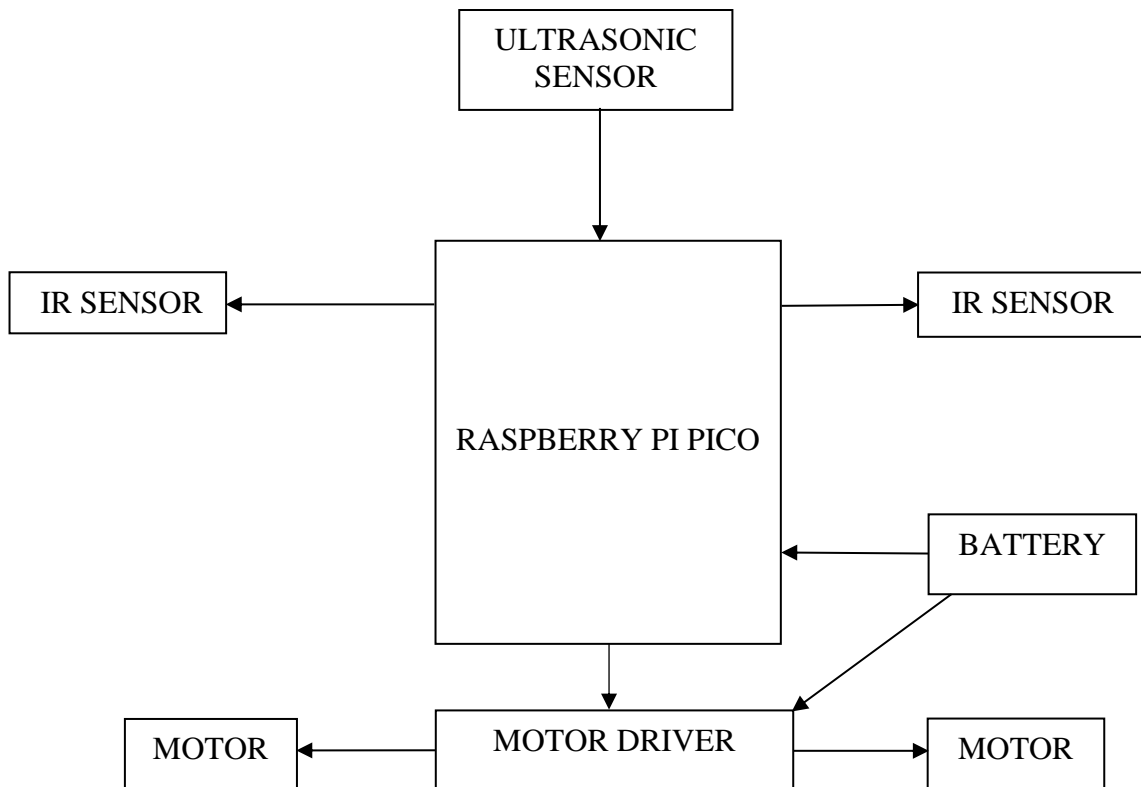 ULTRASONIC
SENSOR
IR SENSOR
IR SENSOR
RASPBERRY PI PICO
BATTERY
MOTOR
MOTOR DRIVER
MOTOR